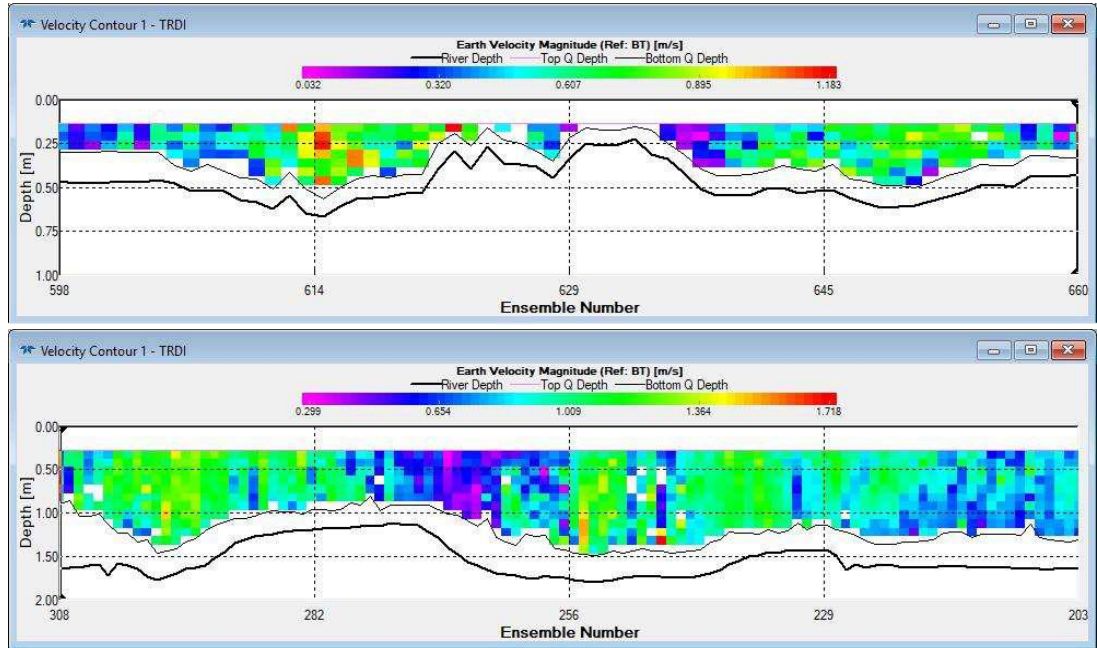 Velocity Contour 1 - TRDI
Earth Velocity Magnitude (Ref: BT) [m/s]
River Depth Top Q Depth Bottom Q Depth
0.032 0.320 0.607 0.895 1.183
0.00
0.25
0.50
0.75
1.00
Depth [m]
598 614 629 645 660
Ensemble Number
Velocity Contour 1 - TRDI
Earth Velocity Magnitude (Ref: BT) [m/s]
River Depth Top Q Depth Bottom Q Depth
0.299 0.654 1.009 1.364 1.718
0.00
0.50
1.00
1.50
2.00
Depth [m]
308 282 256 229 203
Ensemble Number